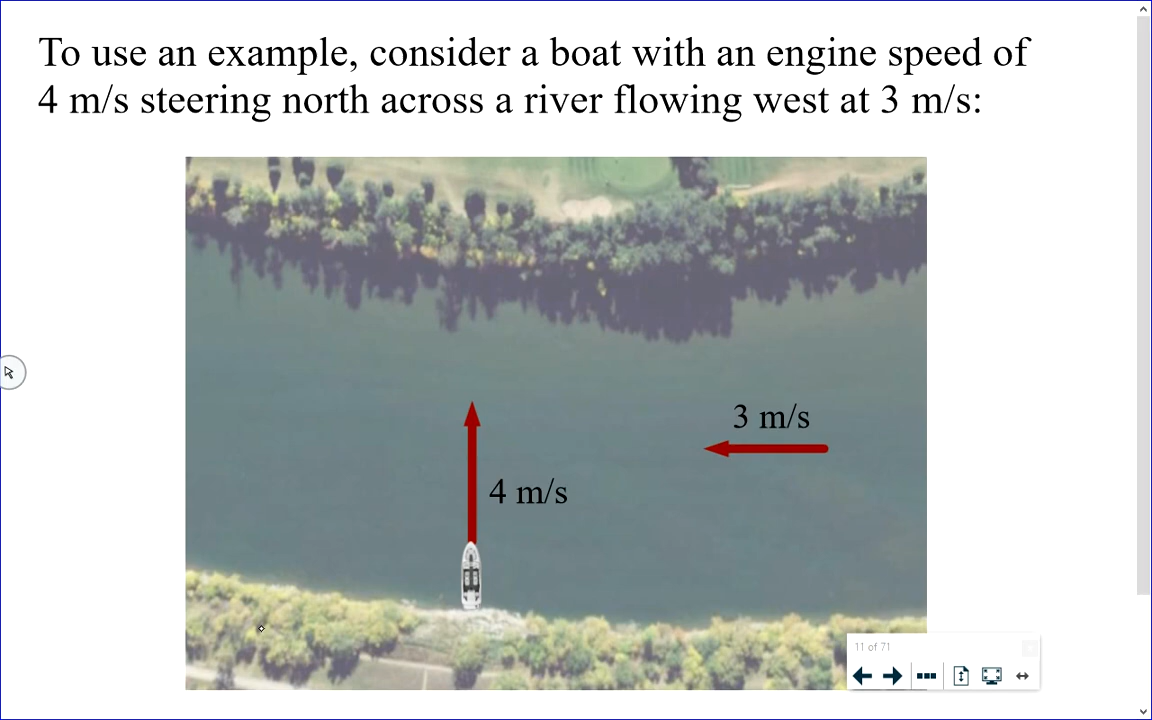 To use an example, consider a boat with an engine speed of
4 m/s steering north across a river flowing west at 3 m/s:
3 m/s
4 m/s
11 of 71